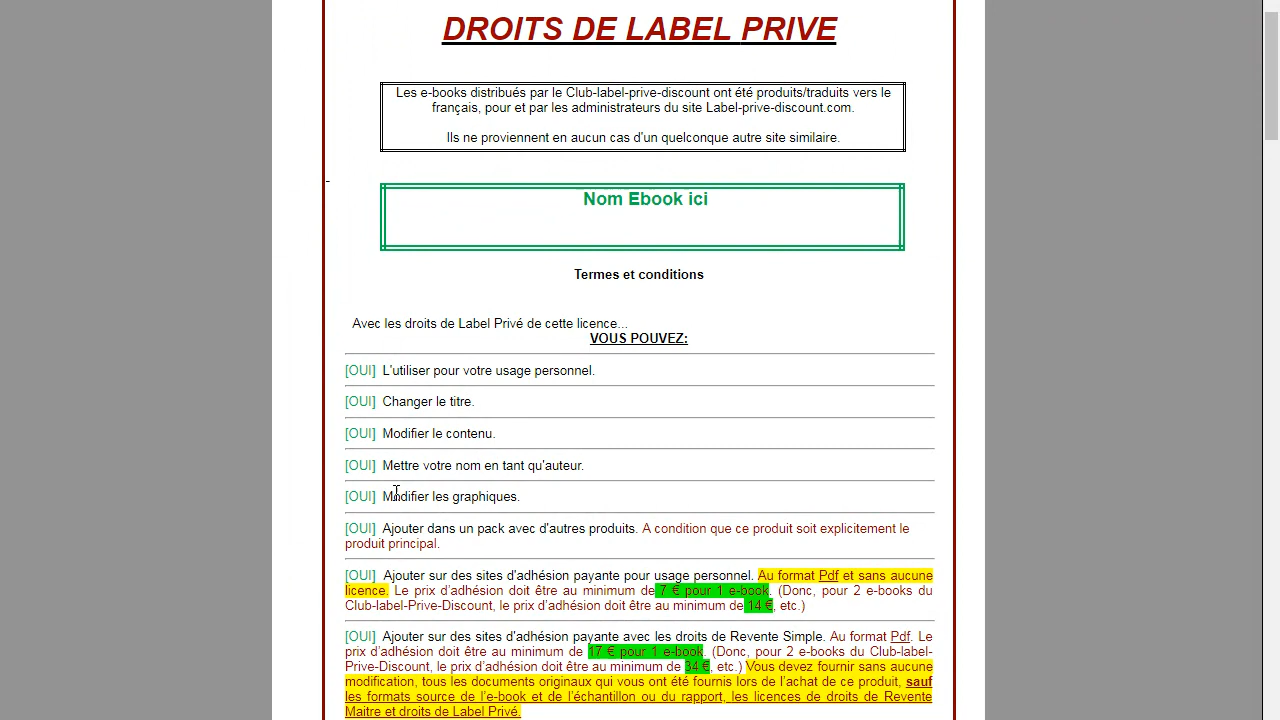 DROITS DE LABEL PRIVE
Les e-books distribués par le Club-label-prive-discount ont été produits/traduits vers le
français, pour et par les administrateurs du site Label-prive-discount.com.
Ils ne proviennent en aucun cas d'un quelconque autre site similaire.
-
Nom Ebook ici
Termes et conditions
Avec les droits de Label Privé de cette licence...
VOUS POUVEZ:
[OUI] L'utiliser pour votre usage personnel.
[OUI] Changer le titre.
[OUI] Modifier le contenu.
[OUI] Mettre votre nom en tant qu'auteur.
[OUI] Modifier les graphiques.
[OUI] Ajouter dans un pack avec d'autres produits. A condition que ce produit soit explicitement le
produit principal.
[OUI] Ajouter sur des sites d'adhésion payante pour usage personnel. Au format Pdf et sans aucune
licence. Le prix d'adhésion doit être au minimum de 7 € pour 1 e-book. (Donc, pour 2 e-books du
Club-label-Prive-Discount, le prix d'adhésion doit être au minimum de 14 €, etc.)
[OUI] Ajouter sur des sites d'adhésion payante avec les droits de Revente Simple. Au format Pdf. Le
prix d'adhésion doit être au minimum de 17 € pour 1 e-book. (Donc, pour 2 e-books du Club-label-
Prive-Discount, le prix d'adhésion doit être au minimum de 34 €, etc.) Vous devez fournir sans aucune
modification, tous les documents originaux qui vous ont été fournis lors de l'achat de ce produit, sauf
les formats source de l'e-book et de l'échantillon ou du rapport, les licences de droits de Revente
Maitre et droits de Label Privé.